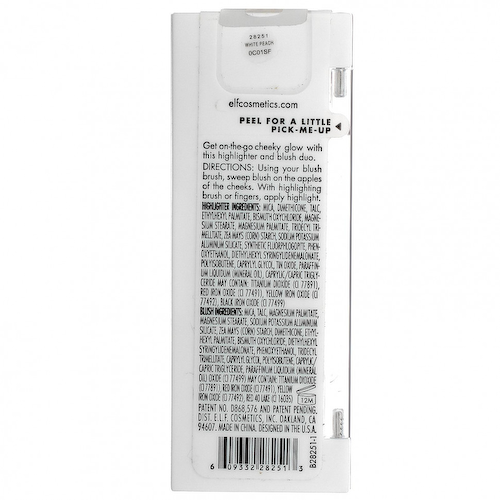 28251
WHITE PEACH
0C01SF
elfcosmetics.com
PEEL FOR A LITTLE
PICK-ME-UP
Get on-the-go cheeky glow with
this highlighter and blush duo.
DIRECTIONS: Using your blush
brush, sweep blush on the apples
of the cheeks. With highlighting
brush or fingers, apply highlight.
HIGHLIGHTER INGREDIENTS: MICA, DIMETHICONE, TALC,
ETHYLHEXYL PALMITATE, BISMUTH OXYCHLORIDE, MAGNE-
SIUM STEARATE, MAGNESIUM PALMITATE, TRIDECYL TRI-
MELLITATE, ZEA MAYS (CORN) STARCH, SODIUM POTASSIUM
ALUMINUM SILICATE, SYNTHETIC FLUORPHLOGOPITE, PHEN-
OXYETHANOL, DIETHYLHEXYL SYRINGYLIDENEMALONATE,
POLYISOBUTENE, CAPRYLYL GLYCOL, TIN OXIDE, PARAFFIN-
UM LIQUIDUM (MINERAL OIL), CAPRYLIC/CAPRIC TRIGLY-
CERIDE MAY CONTAIN: TITANIUM DIOXIDE (CI 77891),
RED IRON OXIDE (CI 77491), YELLOW IRON OXIDE (CI
77492), BLACK IRON OXIDE (CI 77499)
BLUSH INGREDIENTS: MICA, TALC, MAGNESIUM PALMITATE,
MAGNESIUM STEARATE, SODIUM POTASSIUM ALUMINUM
SILICATE, ZEA MAYS (CORN) STARCH, DIMETHICONE, ETHYL-
HEXYL PALMITATE, BISMUTH OXYCHLORIDE, DIETHYLHEXYL
SYRINGYLIDENEMALONATE, PHENOXYETHANOL, TRIDECYL
TRIMELLITATE, CAPRYLYL GLYCOL, POLYISOBUTENE, CAPRYLIC/
CAPRIC TRIGLYCERIDE, PARAFFINUM LIQUIDUM (MINERAL
OIL) OXIDE (CI 77499) MAY CONTAIN: TITANIUM DIOXIDE
(CI 77891), RED IRON OXIDE (CI 77491), YELLOW
IRON OXIDE (CI 77492), RED 40 LAKE (CI 16035)
12M
PATENT NO. D868,576 AND PATENT PENDING,
DIST. E.L.F. COSMETICS, INC. OAKLAND, CA
94607. MADE IN CHINA. DESIGNED IN THE U.S.A.
6 09332 28251 3
B28251-1